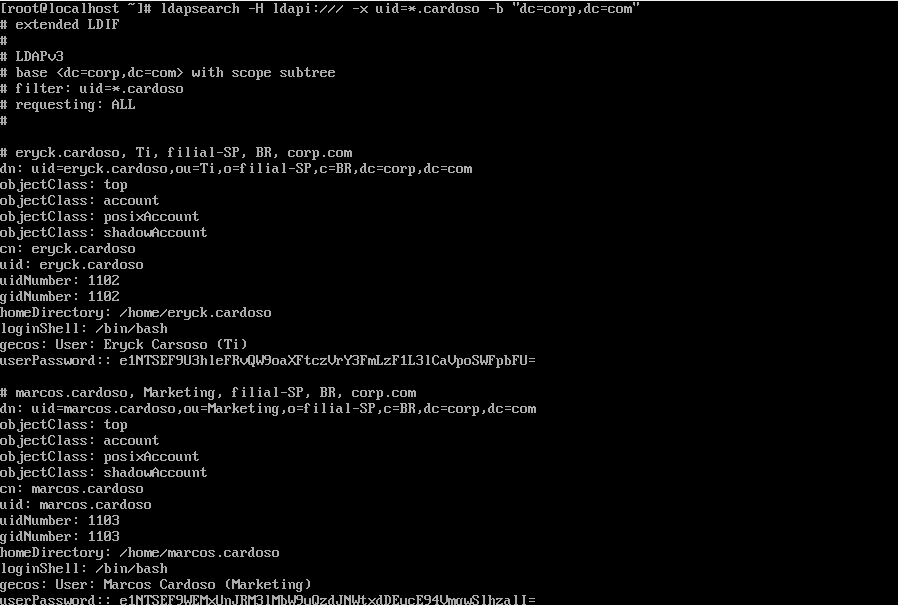 [root@localhost ~]# ldapsearch -H ldapi:/// -x uid=*.cardoso -b "dc=corp,dc=com"
# extended LDIF
#
# LDAPv3
# base <dc=corp,dc=com> with scope subtree
# filter: uid=*.cardoso
# requesting: ALL
#
# eryck.cardoso, Ti, filial-SP, BR, corp.com
dn: uid=eryck.cardoso,ou=Ti,o=filial-SP,c=BR,dc=corp,dc=com
objectClass: top
objectClass: account
objectClass: posixAccount
objectClass: shadowAccount
cn: eryck.cardoso
uid: eryck.cardoso
uidNumber: 1102
gidNumber: 1102
homeDirectory: /home/eryck.cardoso
loginShell: /bin/bash
gecos: User: Eryck Carsoso (Ti)
userPassword::
# marcos.cardoso, Marketing, filial-SP, BR, corp.com
dn: uid=marcos.cardoso,ou=Marketing,o=filial-SP,c=BR,dc=corp,dc=com
objectClass: top
objectClass: account
objectClass: posixAccount
objectClass: shadowAccount
cn: marcos.cardoso
uid: marcos.cardoso
uidNumber: 1103
gidNumber: 1103
homeDirectory: /home/marcos.cardoso
loginShell: /bin/bash
gecos: User: Marcos Cardoso (Marketing)
userPassword::